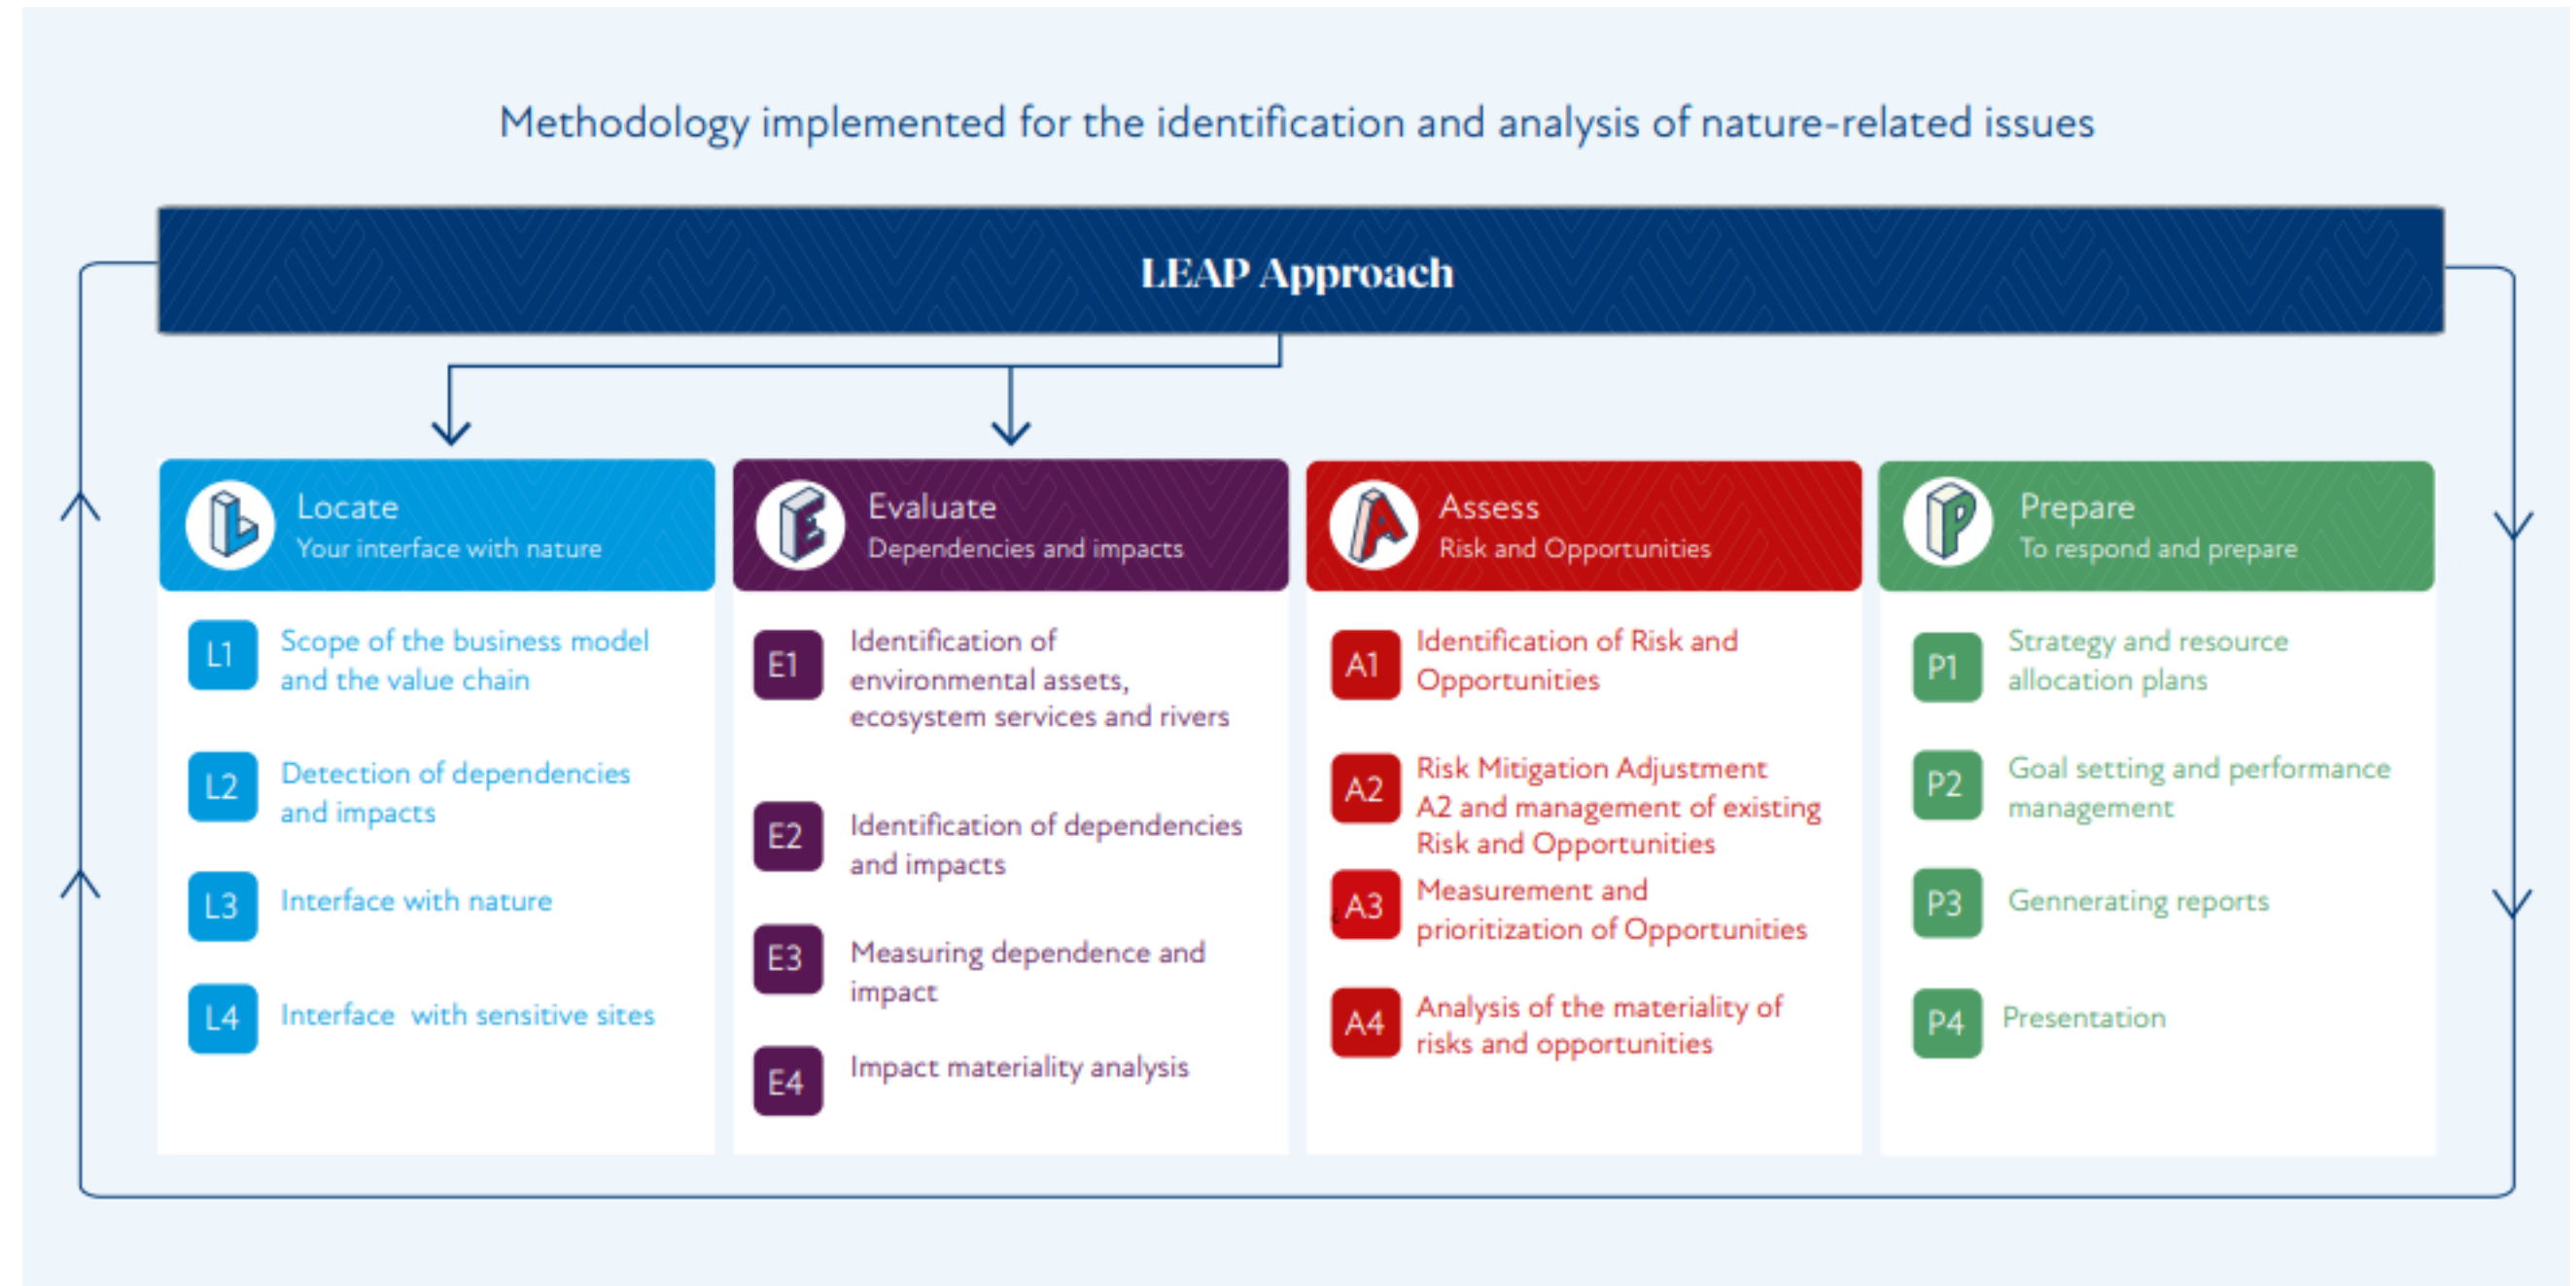 Methodology implemented for the identification and analysis of nature-related issues
LEAP Approach
L
Locate
Your interface with nature
L1
Scope of the business model
and the value chain
L2
Detection of dependencies
and impacts
L3
Interface with nature
L4
Interface with sensitive sites
E
Evaluate
Dependencies and impacts
E1
Identification of
environmental assets,
ecosystem services and rivers
E2
Identification of dependencies
and impacts
E3
Measuring dependence and
impact
E4
Impact materiality analysis
A
Assess
Risk and Opportunities
A1
Identification of Risk and
Opportunities
A2
Risk Mitigation Adjustment
A2 and management of existing
Risk and Opportunities
A3
Measurement and
prioritization of Opportunities
A4
Analysis of the materiality of
risks and opportunities
P
Prepare
To respond and prepare
P1
Strategy and resource
allocation plans
P2
Goal setting and performance
management
P3
Gennerating reports
P4
Presentation